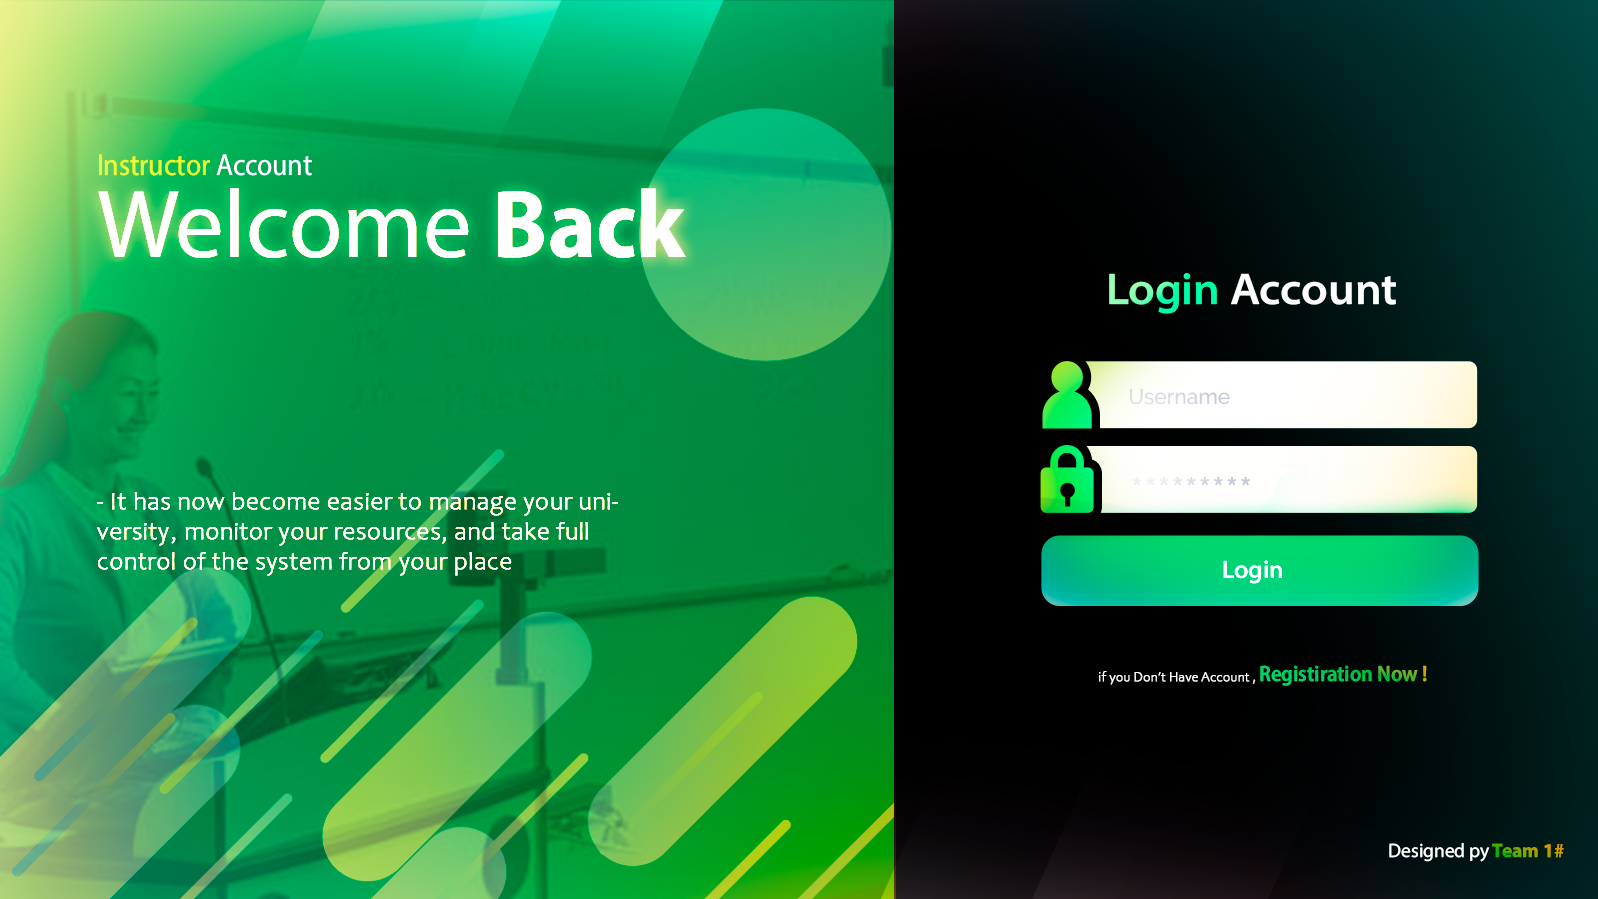 Instructor Account
Welcome Back
- It has now become easier to manage your uni-
versity, monitor your resources, and take full
control of the system from your place
Login Account
Username
*********
Login
if you Don't Have Account , Registiration Now !
Designed py Team 1#